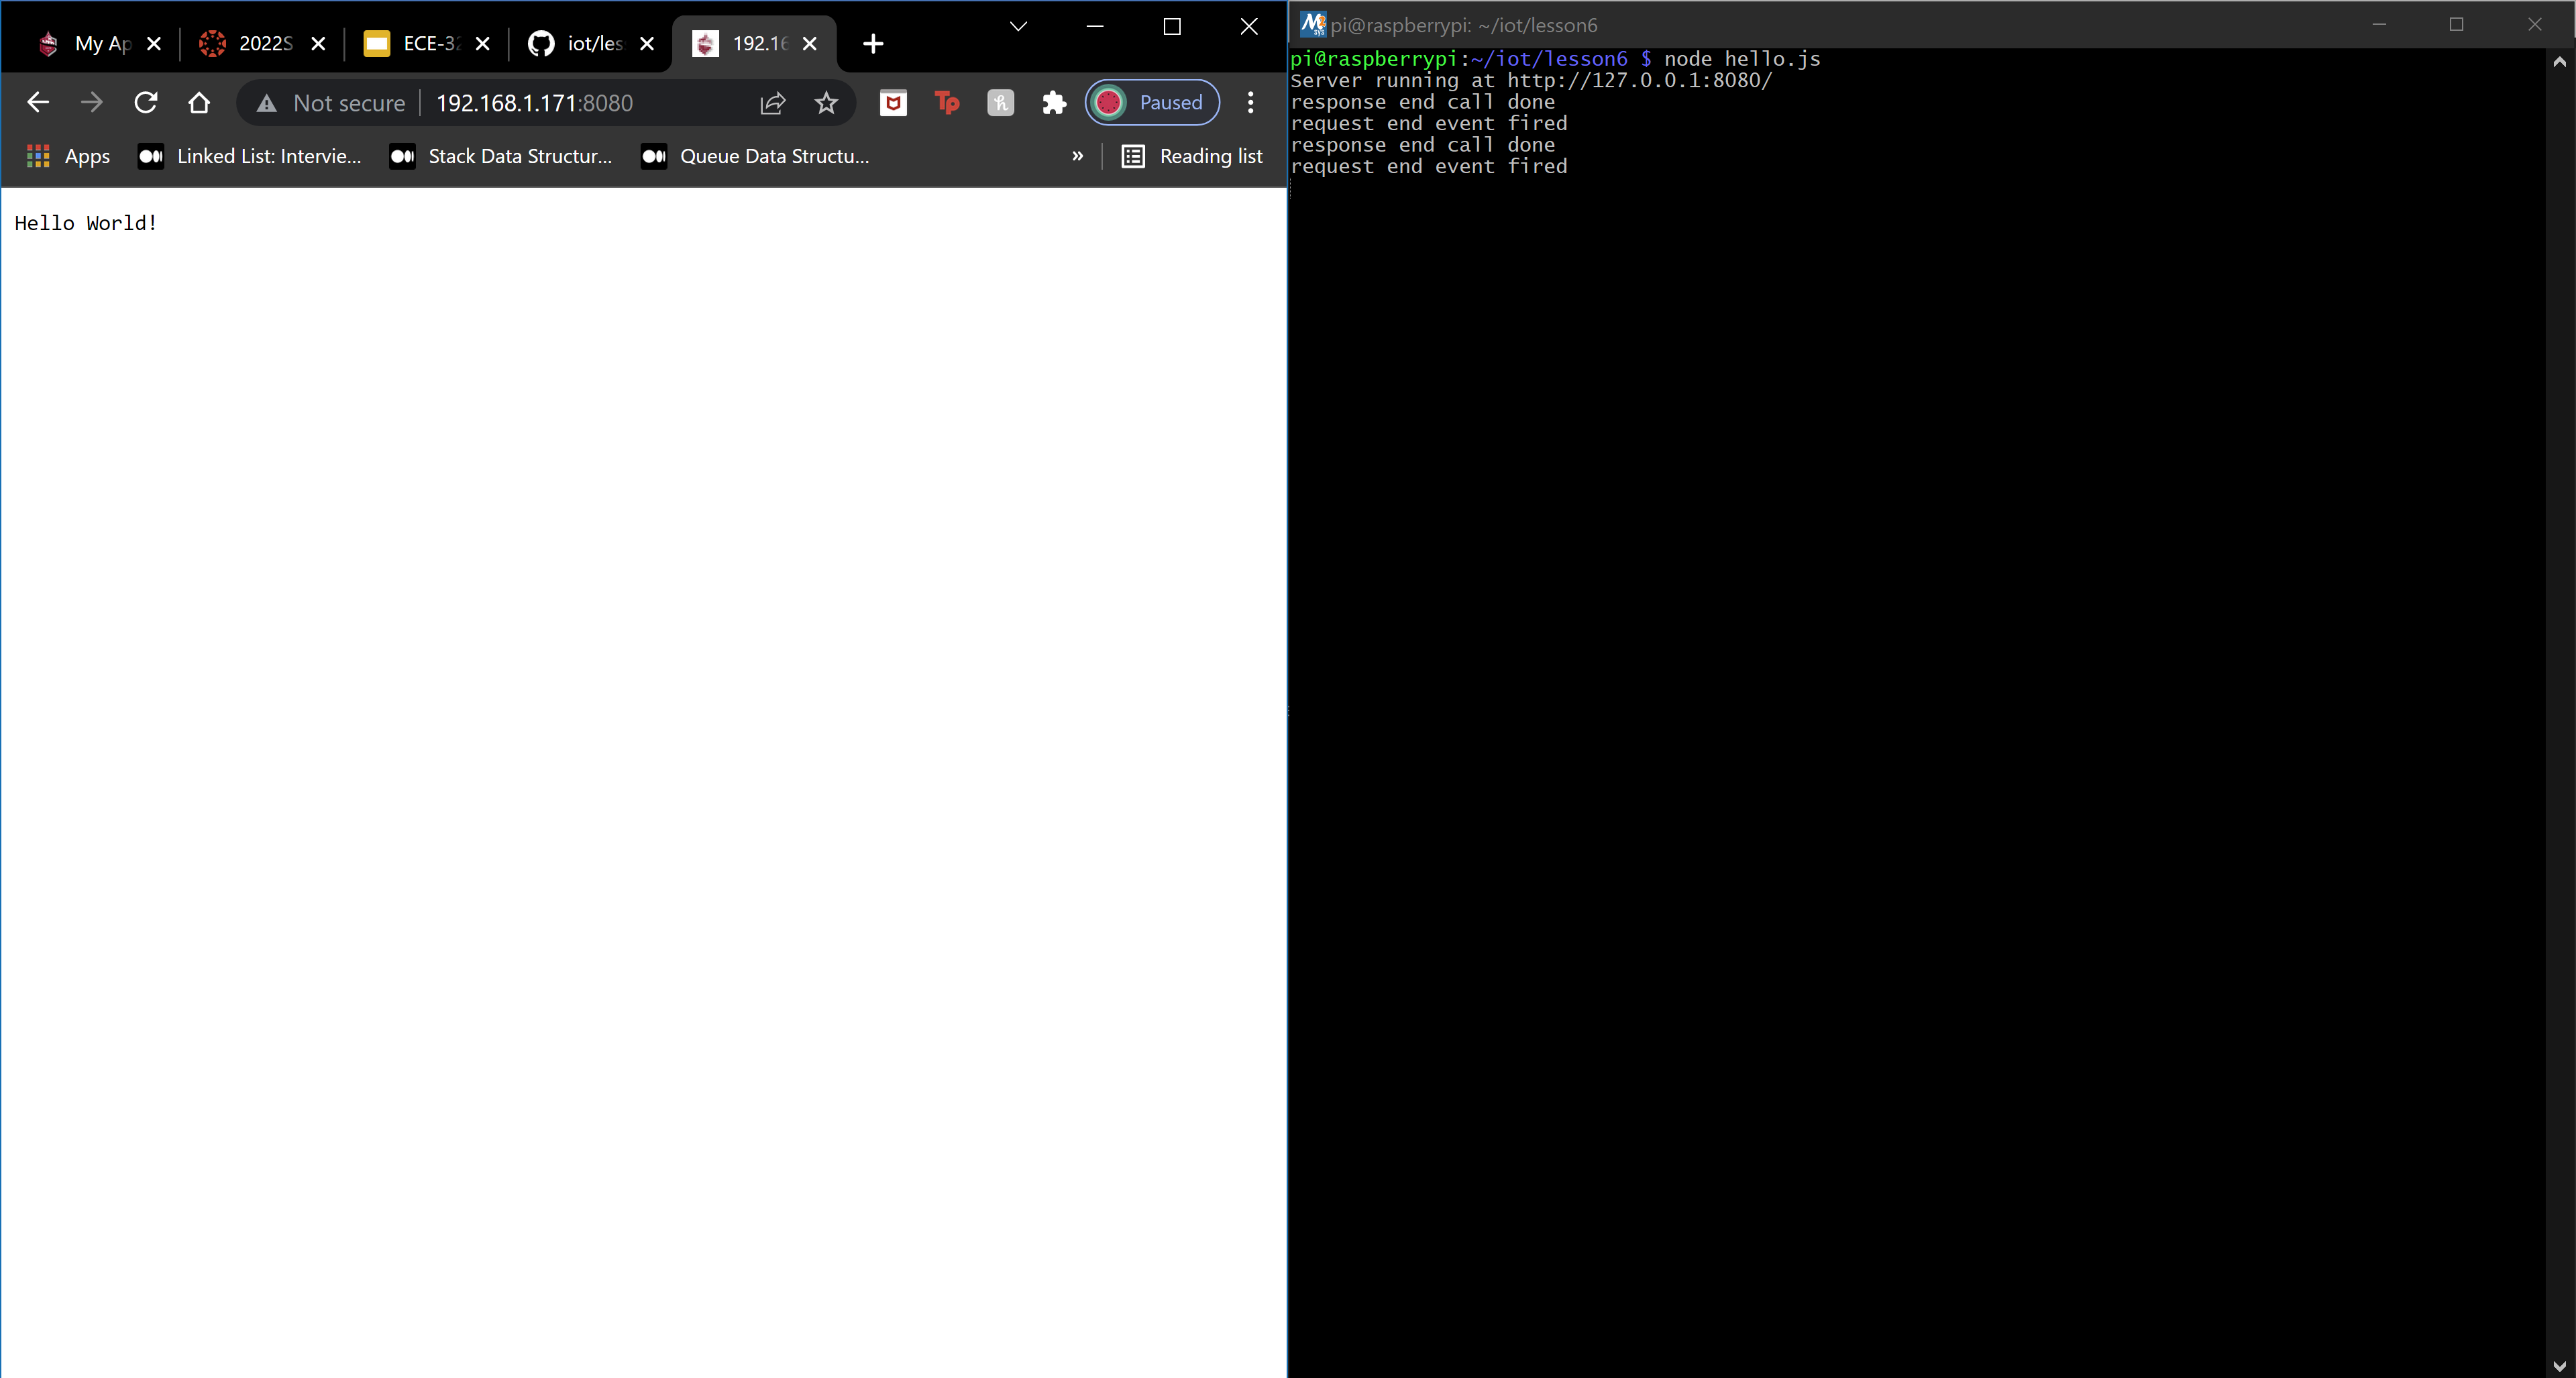 My Ap
2022S
ECE-32
iot/les
192.16
Not secure
192.168.1.171:8080
Tp
h
Paused
Apps
Linked List: Intervie...
Stack Data Structur...
Queue Data Structu...
»
Reading list
Hello World!
pi@raspberrypi: ~/iot/lesson6
pi@raspberrypi:~/iot/lesson6 $ node hello.js
Server running at http://127.0.0.1:8080/
response end call done
request end event fired
response end call done
request end event fired